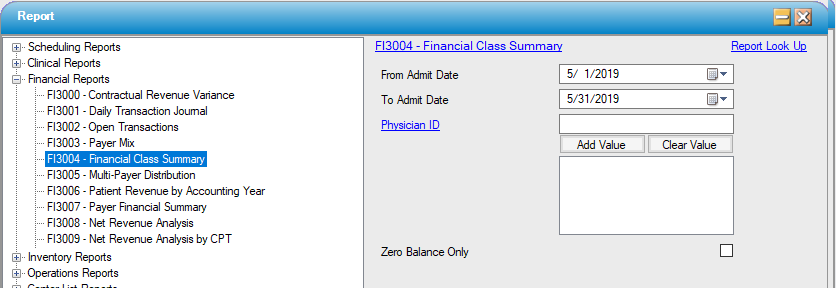 Report
Scheduling Reports
Clinical Reports
Financial Reports
FI3000 - Contractual Revenue Variance
FI3001 - Daily Transaction Journal
FI3002 - Open Transactions
FI3003 - Payer Mix
FI3004 - Financial Class Summary
FI3005 - Multi-Payer Distribution
FI3006 - Patient Revenue by Accounting Year
FI3007 - Payer Financial Summary
FI3008 - Net Revenue Analysis
FI3009 - Net Revenue Analysis by CPT
Inventory Reports
Operations Reports
Center List Reports
FI3004 - Financial Class Summary Report Look Up
From Admit Date 5/ 1/2019
To Admit Date 5/31/2019
Physician ID
Add Value Clear Value
Zero Balance Only